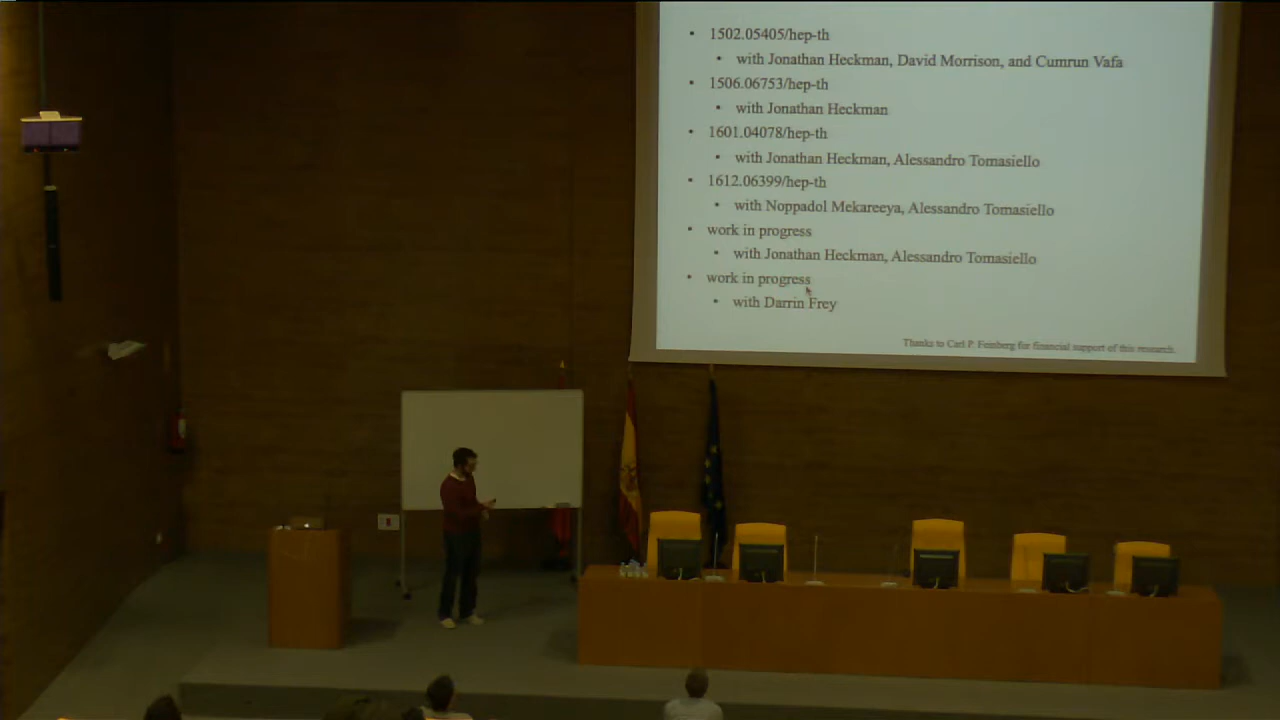 • 1502.05405/hep-th
• with Jonathan Heckman, David Morrison, and Cumrun Vafa
• 1506.06753/hep-th
• with Jonathan Heckman
• 1601.04078/hep-th
• with Jonathan Heckman, Alessandro Tomasiello
• 1612.06399/hep-th
• with Noppadol Mekareeya, Alessandro Tomasiello
• work in progress
• with Jonathan Heckman, Alessandro Tomasiello
• work in progress
• with Darrin Frey
Thanks to Carl P. Feinberg for financial support of this research.